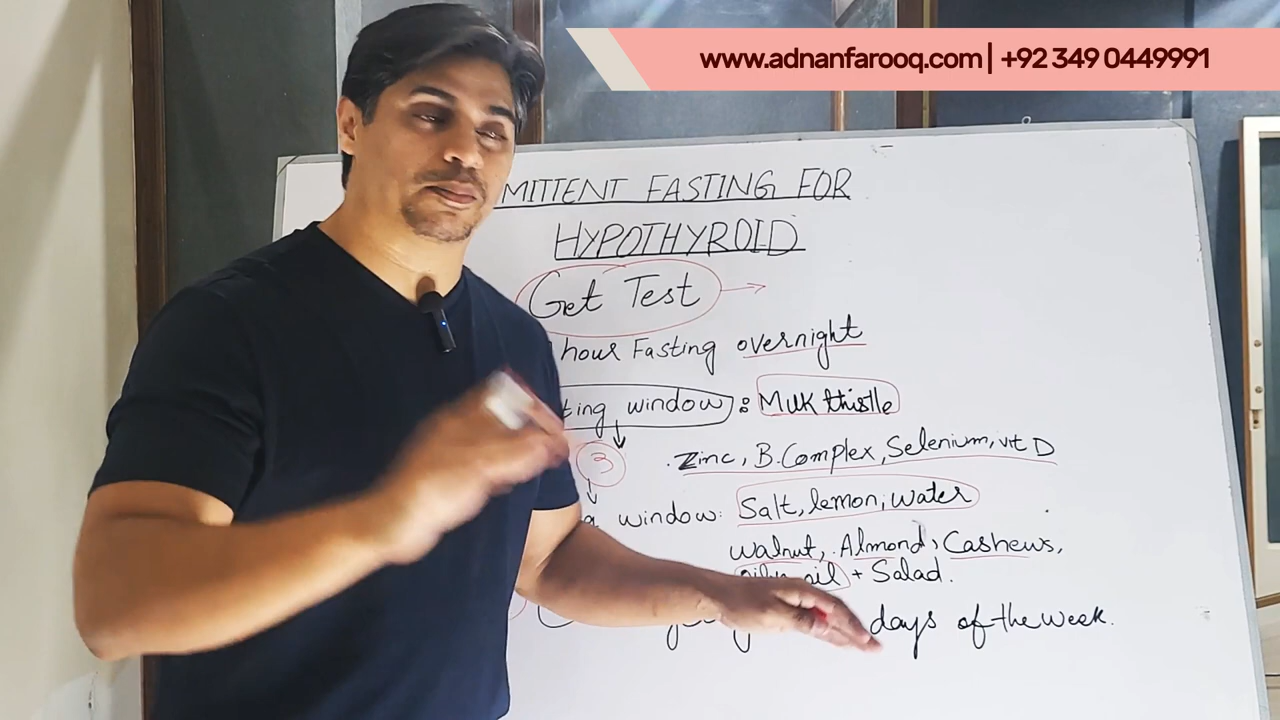 www.adnanfarooq.com | +92 349 0449991
MITTENT FASTING FOR
HYPOTHYROID
Get Test →
hour Fasting overnight
ting window : Milk thistle
3
Zinc, B.Complex, Selenium, vit D
window: Salt, lemon, water
walnut, Almond, Cashews,
oil + Salad.
days of the week.